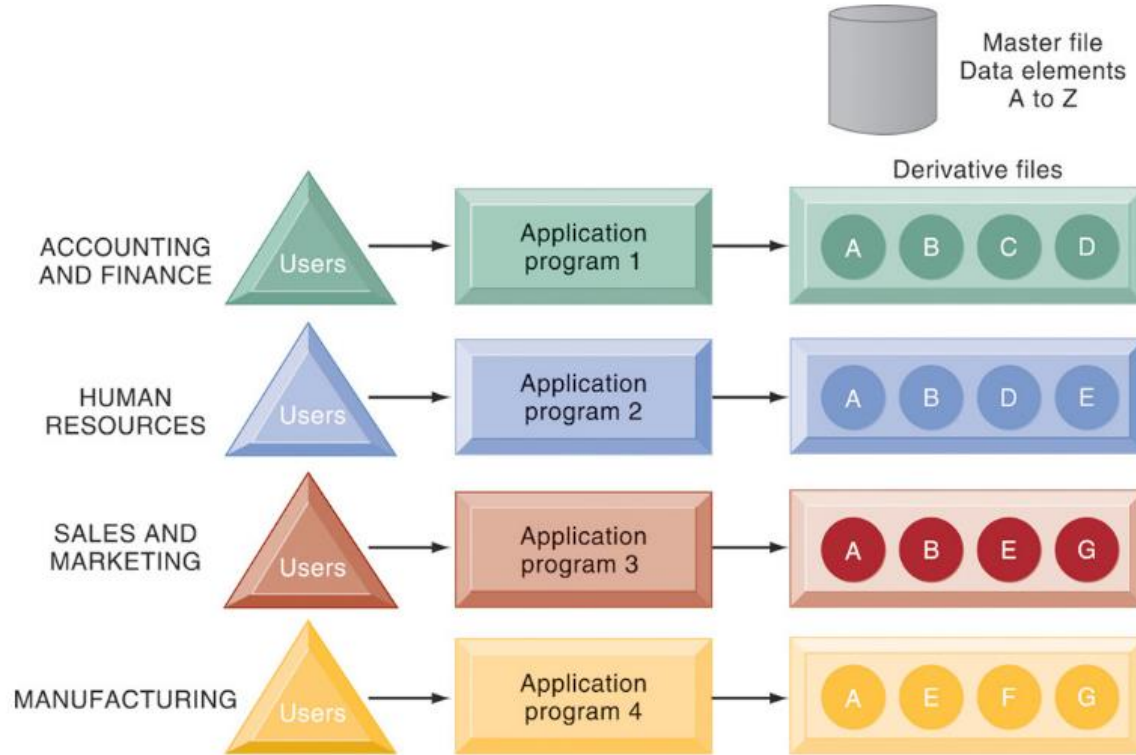 Master file
Data elements
A to Z
Derivative files
ACCOUNTING
AND FINANCE
Users
Application
program 1
A B C D
HUMAN
RESOURCES
Users
Application
program 2
A B D E
SALES AND
MARKETING
Users
Application
program 3
A B E G
MANUFACTURING
Users
Application
program 4
A E F G